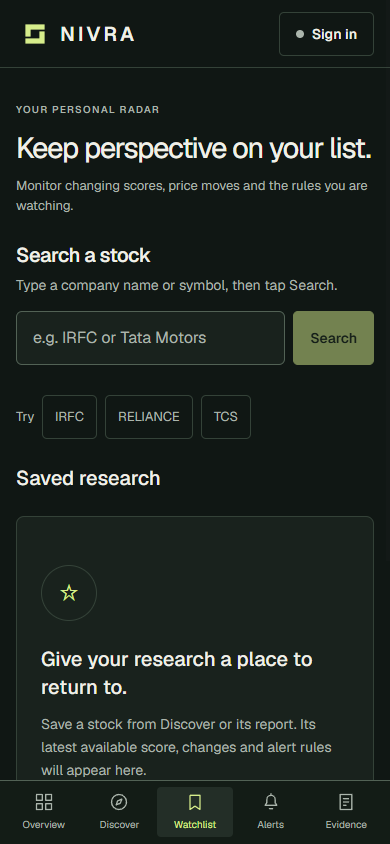 NIVRA
Sign in
YOUR PERSONAL RADAR
Keep perspective on your list.
Monitor changing scores, price moves and the rules you are
watching.
Search a stock
Type a company name or symbol, then tap Search.
e.g. IRFC or Tata Motors
Search
Try
IRFC
RELIANCE
TCS
Saved research
Give your research a place to
return to.
Save a stock from Discover or its report. Its
latest available score, changes and alert rules
will appear here.
Overview
Discover
Watchlist
Alerts
Evidence